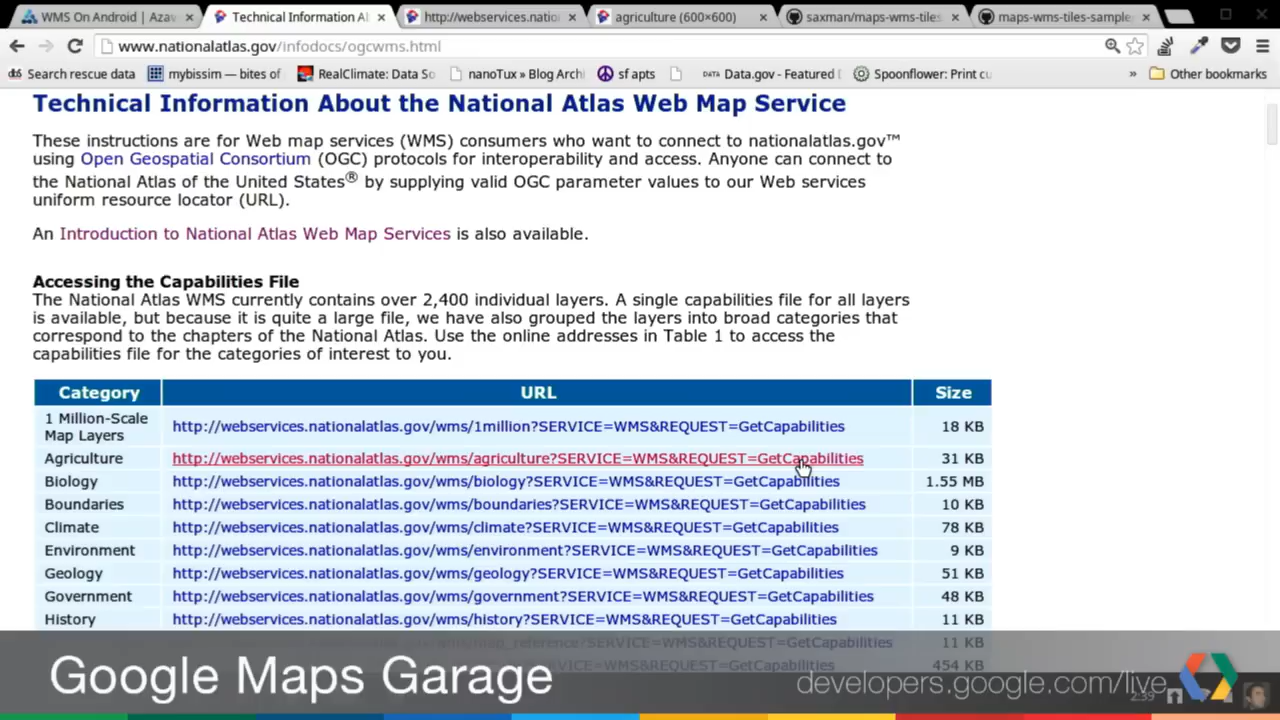 WMS On Android | Azav
Technical Information Ab
http://webservices.natio
agriculture (600×600)
saxman/maps-wms-tiles
maps-wms-tiles-sample
www.nationalatlas.gov/infodocs/ogcwms.html
Search rescue data
mybissim — bites of
RealClimate: Data So
nanoTux » Blog Archi
sf apts
DATA Data.gov - Featured
Spoonflower: Print cu
»
Other bookmarks
Technical Information About the National Atlas Web Map Service
These instructions are for Web map services (WMS) consumers who want to connect to nationalatlas.gov™
using Open Geospatial Consortium (OGC) protocols for interoperability and access. Anyone can connect to
the National Atlas of the United States® by supplying valid OGC parameter values to our Web services
uniform resource locator (URL).
An Introduction to National Atlas Web Map Services is also available.
Accessing the Capabilities File
The National Atlas WMS currently contains over 2,400 individual layers. A single capabilities file for all layers
is available, but because it is quite a large file, we have also grouped the layers into broad categories that
correspond to the chapters of the National Atlas. Use the online addresses in Table 1 to access the
capabilities file for the categories of interest to you.
Category URL Size
1 Million-Scale
Map Layers http://webservices.nationalatlas.gov/wms/1million?SERVICE=WMS&REQUEST=GetCapabilities 18 KB
Agriculture http://webservices.nationalatlas.gov/wms/agriculture?SERVICE=WMS&REQUEST=GetCapabilities 31 KB
Biology http://webservices.nationalatlas.gov/wms/biology?SERVICE=WMS&REQUEST=GetCapabilities 1.55 MB
Boundaries http://webservices.nationalatlas.gov/wms/boundaries?SERVICE=WMS&REQUEST=GetCapabilities 10 KB
Climate http://webservices.nationalatlas.gov/wms/climate?SERVICE=WMS&REQUEST=GetCapabilities 78 KB
Environment http://webservices.nationalatlas.gov/wms/environment?SERVICE=WMS&REQUEST=GetCapabilities 9 KB
Geology http://webservices.nationalatlas.gov/wms/geology?SERVICE=WMS&REQUEST=GetCapabilities 51 KB
Government http://webservices.nationalatlas.gov/wms/government?SERVICE=WMS&REQUEST=GetCapabilities 48 KB
History http://webservices.nationalatlas.gov/wms/history?SERVICE=WMS&REQUEST=GetCapabilities 11 KB
map_reference?SERVICE=WMS&REQUEST=GetCapabilities 11 KB
SERVICE=WMS&REQUEST=GetCapabilities 454 KB
Google Maps Garage
developers.google.com/live
2:39